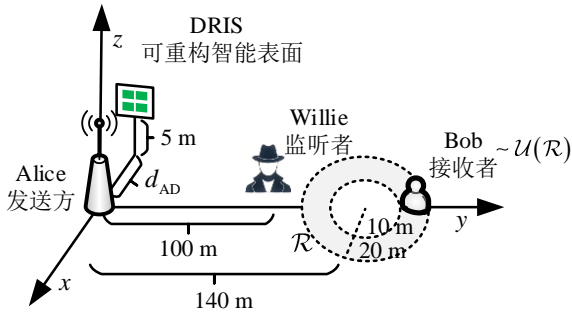 z
DRIS
可重构智能表面
5 m
Willie
监听者
Bob
接收者
~ U(R)
Alice
发送方
d_AD
10 m
20 m
R
y
100 m
140 m
x